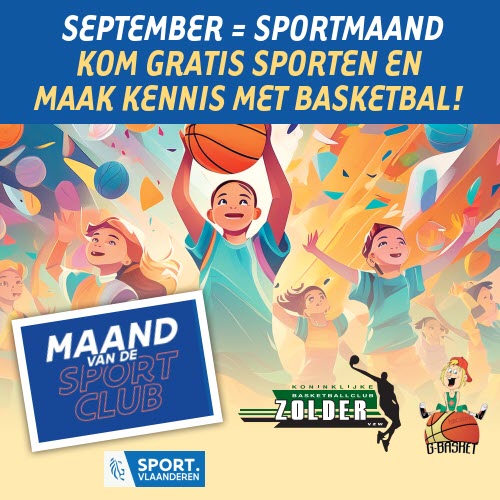 SEPTEMBER = SPORTMAAND
KOM GRATIS SPORTEN EN
MAAK KENNIS MET BASKETBAL!
MAAND
VAN DE
SPORT
CLUB
KONINKLIJKE
BASKETBALLCLUB
ZOLDER
VZW
G-BASKET
SPORT.
VLAANDEREN